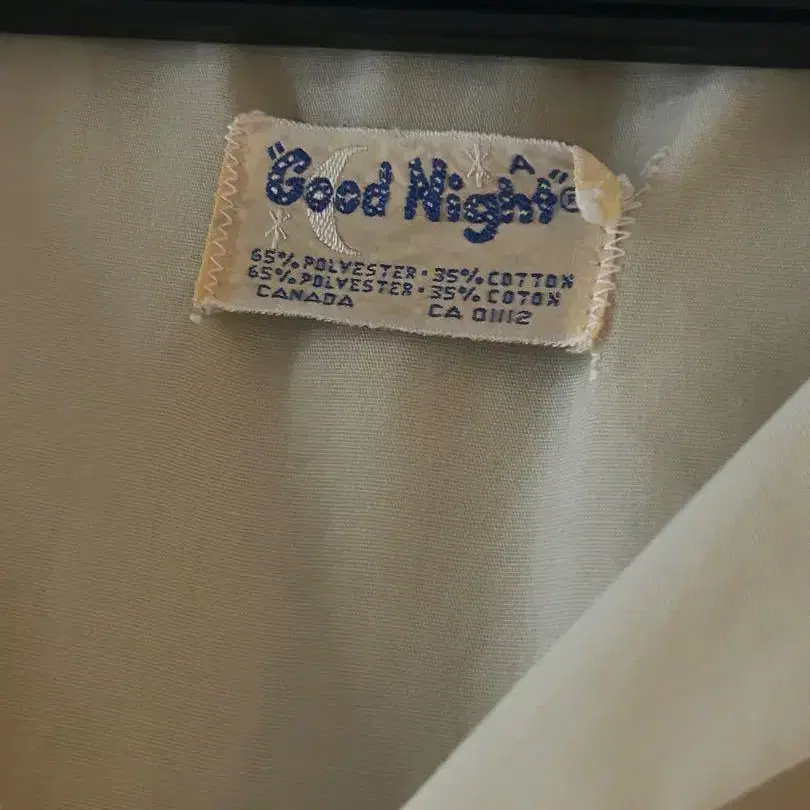 "Good Night"®
A
65% POLYESTER • 35% COTTON
65% POLYESTER • 35% COTON
CANADA CA 01112